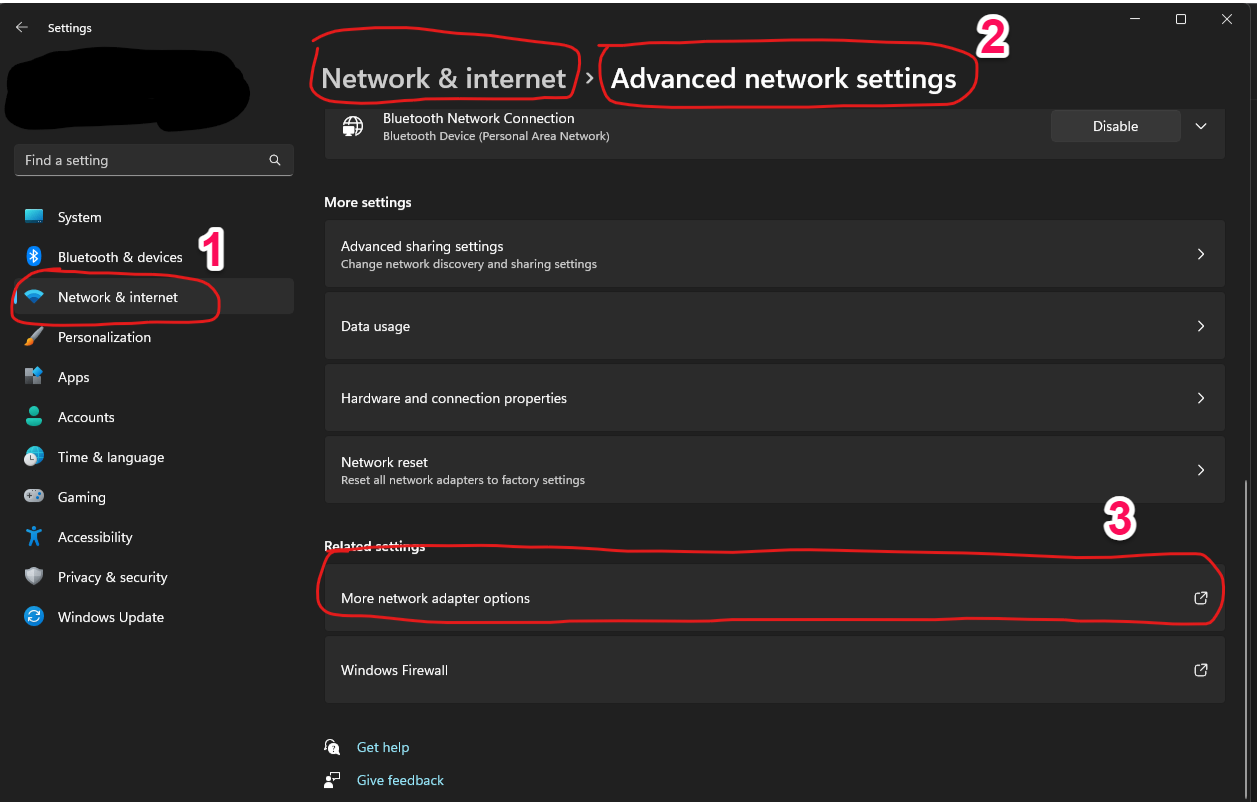 Settings
2
Network & internet > Advanced network settings
Bluetooth Network Connection
Bluetooth Device (Personal Area Network)
Disable
Find a setting
More settings
System
1
Bluetooth & devices
Advanced sharing settings
Change network discovery and sharing settings
Network & internet
Data usage
Personalization
Apps
Hardware and connection properties
Accounts
Time & language
Network reset
Reset all network adapters to factory settings
Gaming
3
Accessibility
Related settings
Privacy & security
More network adapter options
Windows Update
Windows Firewall
Get help
Give feedback